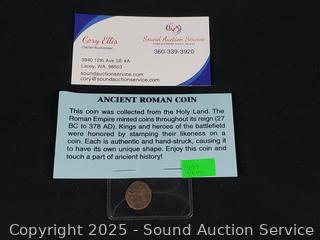 Cory Ellis
Owner/Auctioneer
Sound Auction Service
360-339-3920
3940 12th Ave SE #A
Lacey, WA. 98503
soundauctionservice.com
info@soundauctionservice.com
ANCIENT ROMAN COIN
This coin was collected from the Holy Land. The
Roman Empire minted coins throughout its reign (27
BC to 378 AD). Kings and heroes of the battlefield
were honored by stamping their likeness on a
coin. Each is authentic and hand-struck, causing it
to have its own unique shape. Enjoy this coin and
touch a part of ancient history!
Copyright © 2025 - Sound Auction Service